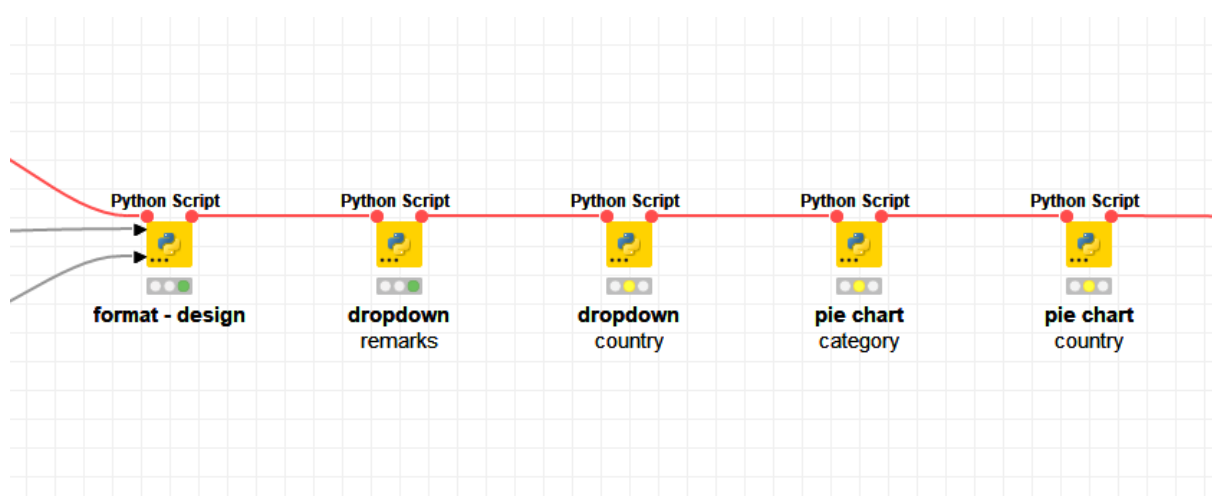 Python Script
Python Script
Python Script
Python Script
Python Script
format - design
dropdown
remarks
dropdown
country
pie chart
category
pie chart
country